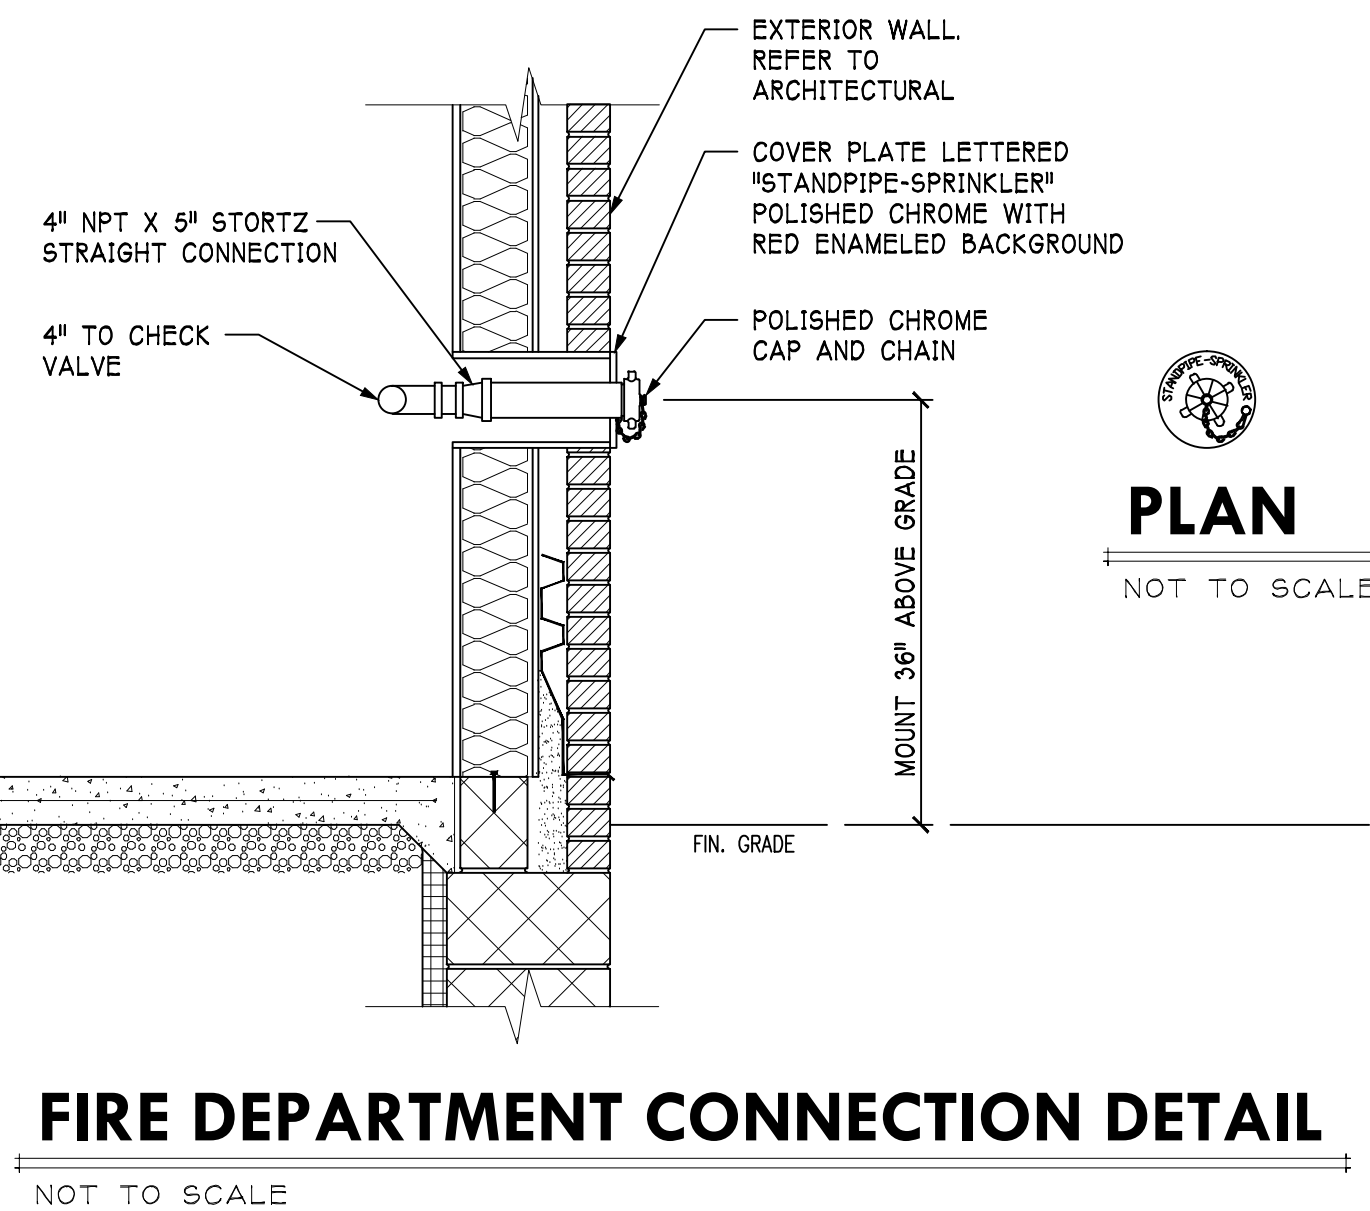 EXTERIOR WALL.
REFER TO
ARCHITECTURAL
COVER PLATE LETTERED
"STANDPIPE-SPRINKLER"
POLISHED CHROME WITH
RED ENAMELED BACKGROUND
4" NPT X 5" STORTZ
STRAIGHT CONNECTION
4" TO CHECK
VALVE
POLISHED CHROME
CAP AND CHAIN
STANDPIPE-SPRINKLER
MOUNT 36" ABOVE GRADE
PLAN
NOT TO SCALE
FIN. GRADE
FIRE DEPARTMENT CONNECTION DETAIL
NOT TO SCALE